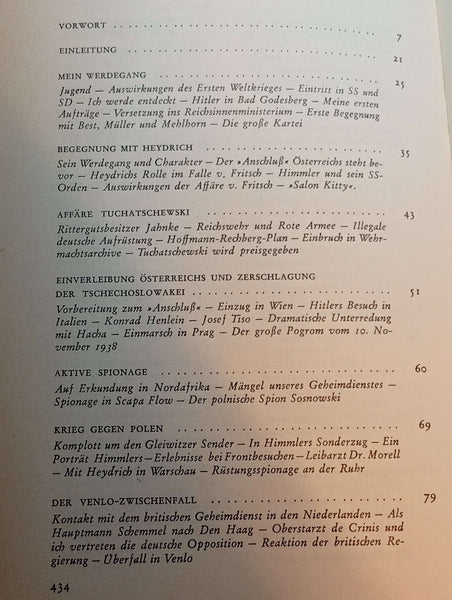 VORWORT . . . . . . . . . . . . . . . . . . . . . . . . . . 7
EINLEITUNG . . . . . . . . . . . . . . . . . . . . . . . . 21
MEIN WERDEGANG . . . . . . . . . . . . . . . . . . . . . 25
Jugend – Auswirkungen des Ersten Weltkrieges – Eintritt in SS und
SD – Ich werde entdeckt – Hitler in Bad Godesberg – Meine ersten
Aufträge – Versetzung ins Reichsinnenministerium – Erste Begegnung
mit Best, Müller und Mehlhorn – Die große Kartei
BEGEGNUNG MIT HEYDRICH . . . . . . . . . . . . . . . . . 35
Sein Werdegang und Charakter – Der »Anschluß« Österreichs steht be-
vor – Heydrichs Rolle im Falle v. Fritsch – Himmler und sein SS-
Orden – Auswirkungen der Affäre v. Fritsch – »Salon Kitty«.
AFFÄRE TUCHATSCHEWSKI . . . . . . . . . . . . . . . . . 43
Rittergutsbesitzer Jahnke – Reichswehr und Rote Armee – Illegale
deutsche Aufrüstung – Hoffmann-Rechberg-Plan – Einbruch in Wehr-
machtsarchive – Tuchatschewski wird preisgegeben
EINVERLEIBUNG ÖSTERREICHS UND ZERSCHLAGUNG
DER TSCHECHOSLOWAKEI . . . . . . . . . . . . . . . . . . 51
Vorbereitung zum »Anschluß« – Einzug in Wien – Hitlers Besuch in
Italien – Konrad Henlein – Josef Tiso – Dramatische Unterredung
mit Hacha – Einmarsch in Prag – Der große Pogrom vom 10. No-
vember 1938
AKTIVE SPIONAGE . . . . . . . . . . . . . . . . . . . . . 60
Auf Erkundung in Nordafrika – Mängel unseres Geheimdienstes –
Spionage in Scapa Flow – Der polnische Spion Sosnowski
KRIEG GEGEN POLEN . . . . . . . . . . . . . . . . . . . . 69
Komplott um den Gleiwitzer Sender – In Himmlers Sonderzug – Ein
Porträt Himmlers – Erlebnisse bei Frontbesuchen – Leibarzt Dr. Morell
– Mit Heydrich in Warschau – Rüstungsspionage an der Ruhr
DER VENLO-ZWISCHENFALL . . . . . . . . . . . . . . . . . 79
Kontakt mit dem britischen Geheimdienst in den Niederlanden – Als
Hauptmann Schemmel nach Den Haag – Oberstarzt de Crinis und
ich vertreten die deutsche Opposition – Reaktion der britischen Re-
gierung – Überfall in Venlo
434